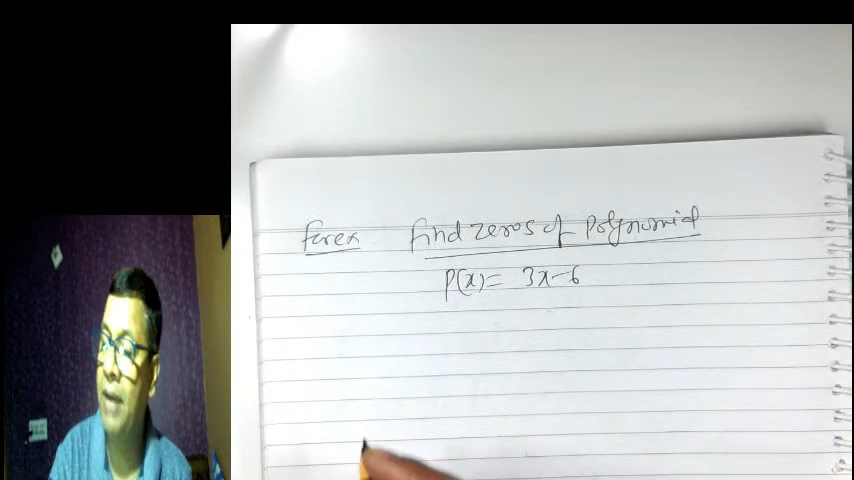 forex find zeros of Polynomial
P(x) = 3x-6